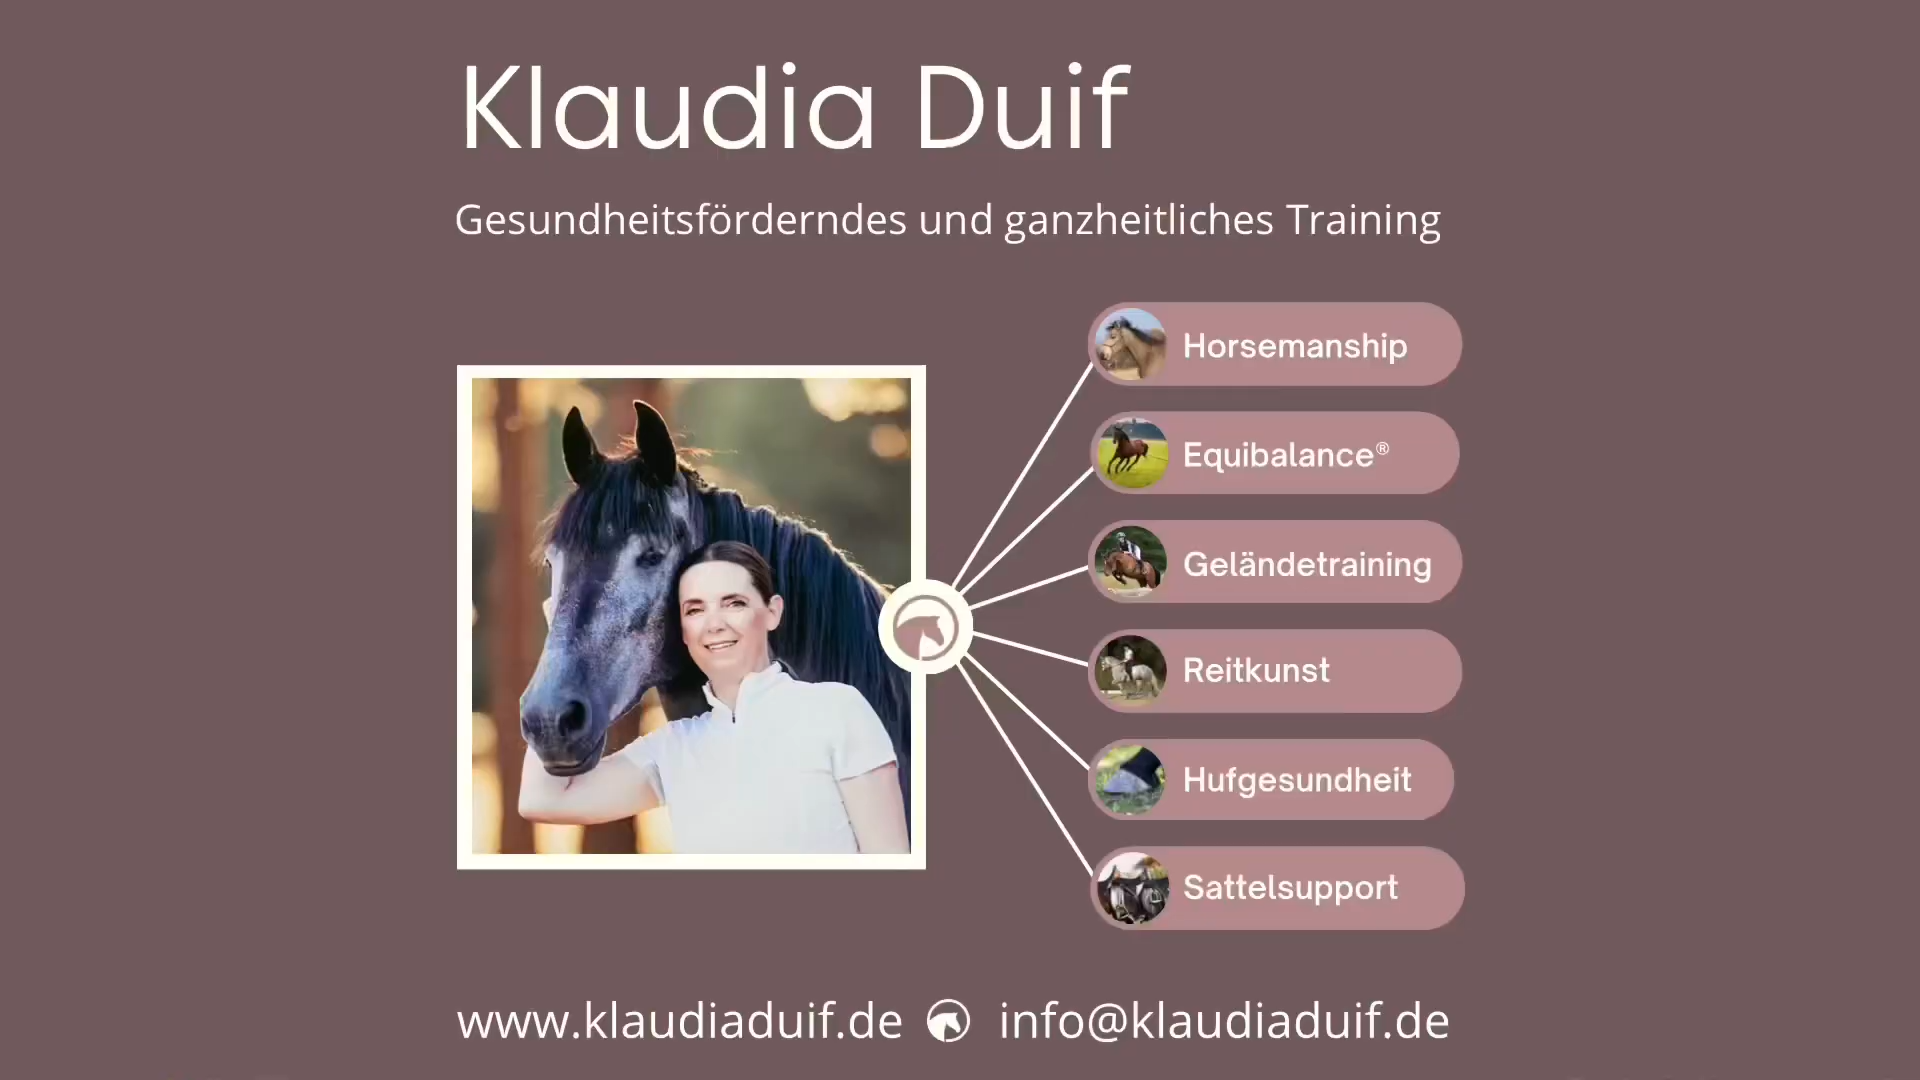 Klaudia Duif
Gesundheitsförderndes und ganzheitliches Training
Horsemanship
Equibalance®
Geländetraining
Reitkunst
Hufgesundheit
Sattelsupport
www.klaudiaduif.de info@klaudiaduif.de